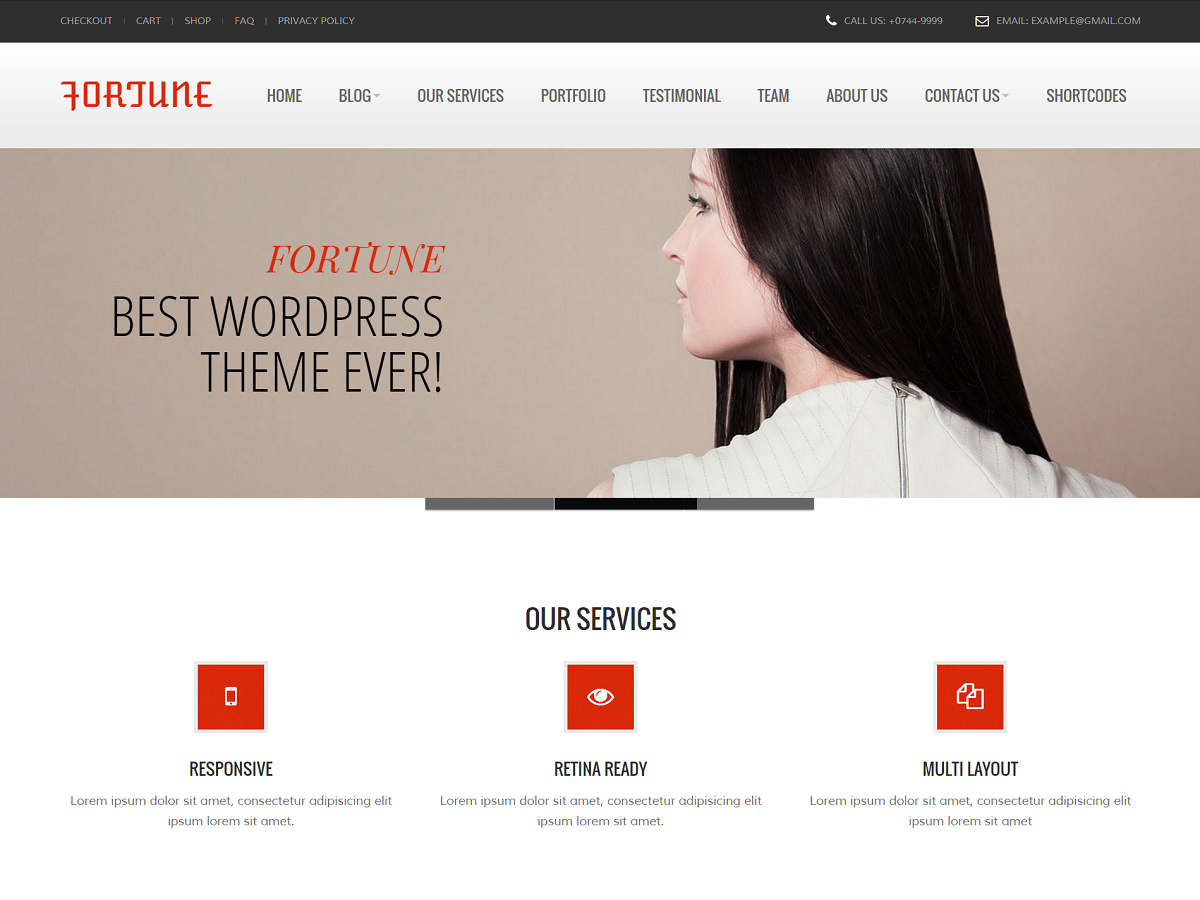 CHECKOUT | CART | SHOP | FAQ | PRIVACY POLICY
CALL US: +0744-9999
EMAIL: EXAMPLE@GMAIL.COM
FORTUNE
HOME BLOG OUR SERVICES PORTFOLIO TESTIMONIAL TEAM ABOUT US CONTACT US SHORTCODES
FORTUNE
BEST WORDPRESS
THEME EVER!
OUR SERVICES
RESPONSIVE
Lorem ipsum dolor sit amet, consectetur adipisicing elit
ipsum lorem sit amet.
RETINA READY
Lorem ipsum dolor sit amet, consectetur adipisicing elit
ipsum lorem sit amet.
MULTI LAYOUT
Lorem ipsum dolor sit amet, consectetur adipisicing elit
ipsum lorem sit amet